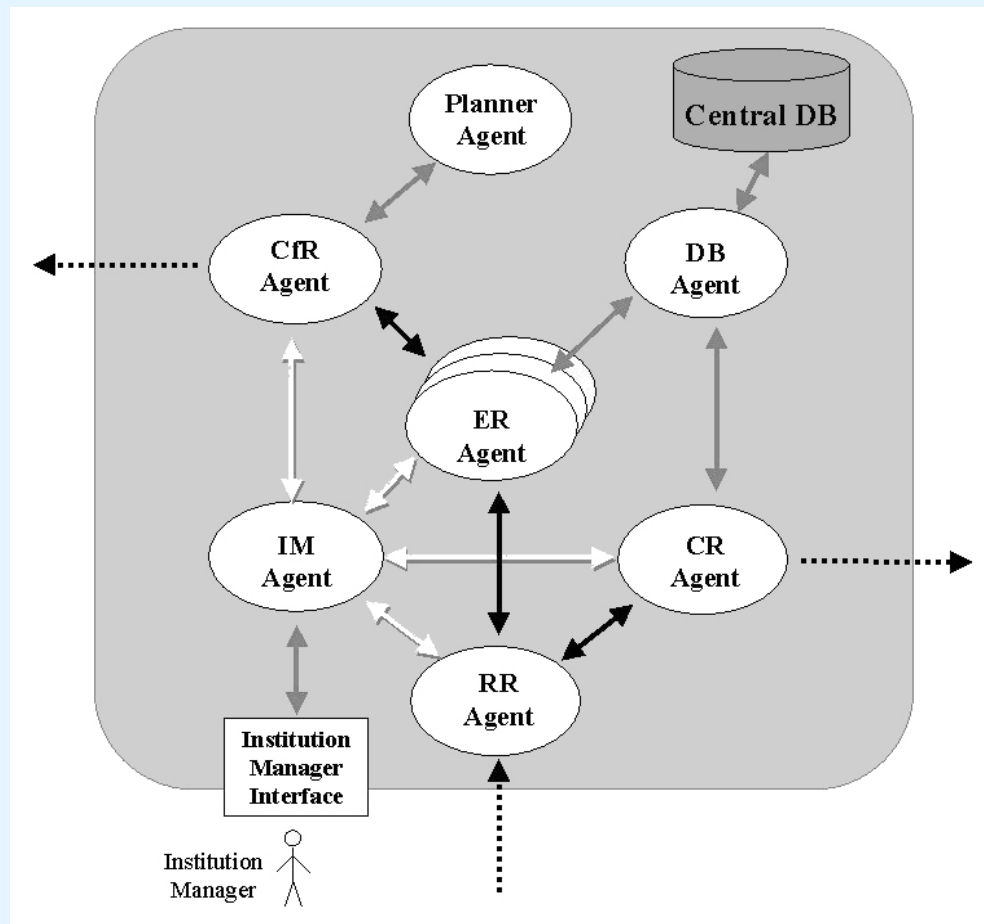 Planner
Agent
Central DB
CfR
Agent
DB
Agent
ER
Agent
IM
Agent
CR
Agent
RR
Agent
Institution
Manager
Interface
Institution
Manager